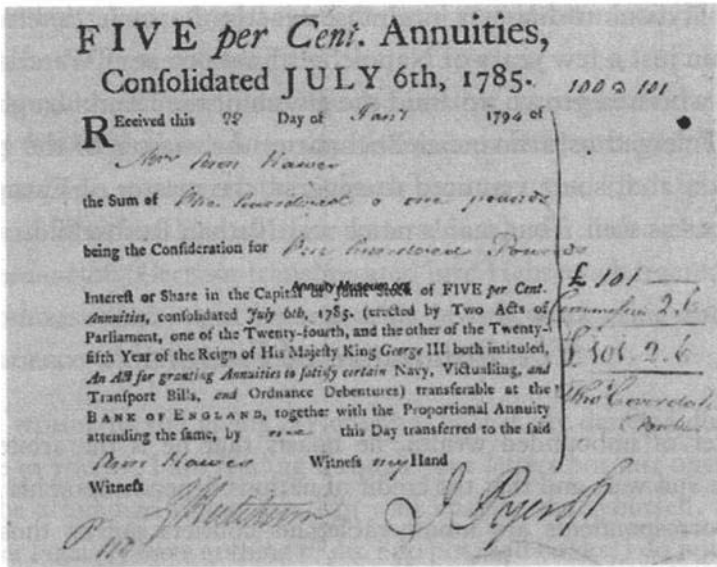 FIVE per Cent. Annuities,
Conſolidated JULY 6th, 1785.
100 @ 101
REceived this 22 Day of Janʸ 1794 of
Ann Hawes
the Sum of One hundred & one pounds
being the Conſideration for One hundred Pounds
Intereſt or Share in the Capital or Joint Stock of FIVE per Cent.
Annuity Museum.org
Annuities, conſolidated July 6th, 1785. (erected by Two Acts of
Parliament, one of the Twenty-fourth, and the other of the Twenty-
fifth Year of the Reign of His Majeſty King George III both intituled,
An Act for granting Annuities to ſatisfy certain Navy, Victualling, and
Tranſport Bills, and Ordnance Debentures) transferable at the
BANK OF ENGLAND, together with the Proportional Annuity
attending the ſame, by me this Day transferred to the ſaid
Ann Hawes Witneſs my Hand
Witneſs
£ 101
2.6
£ 101.2.6